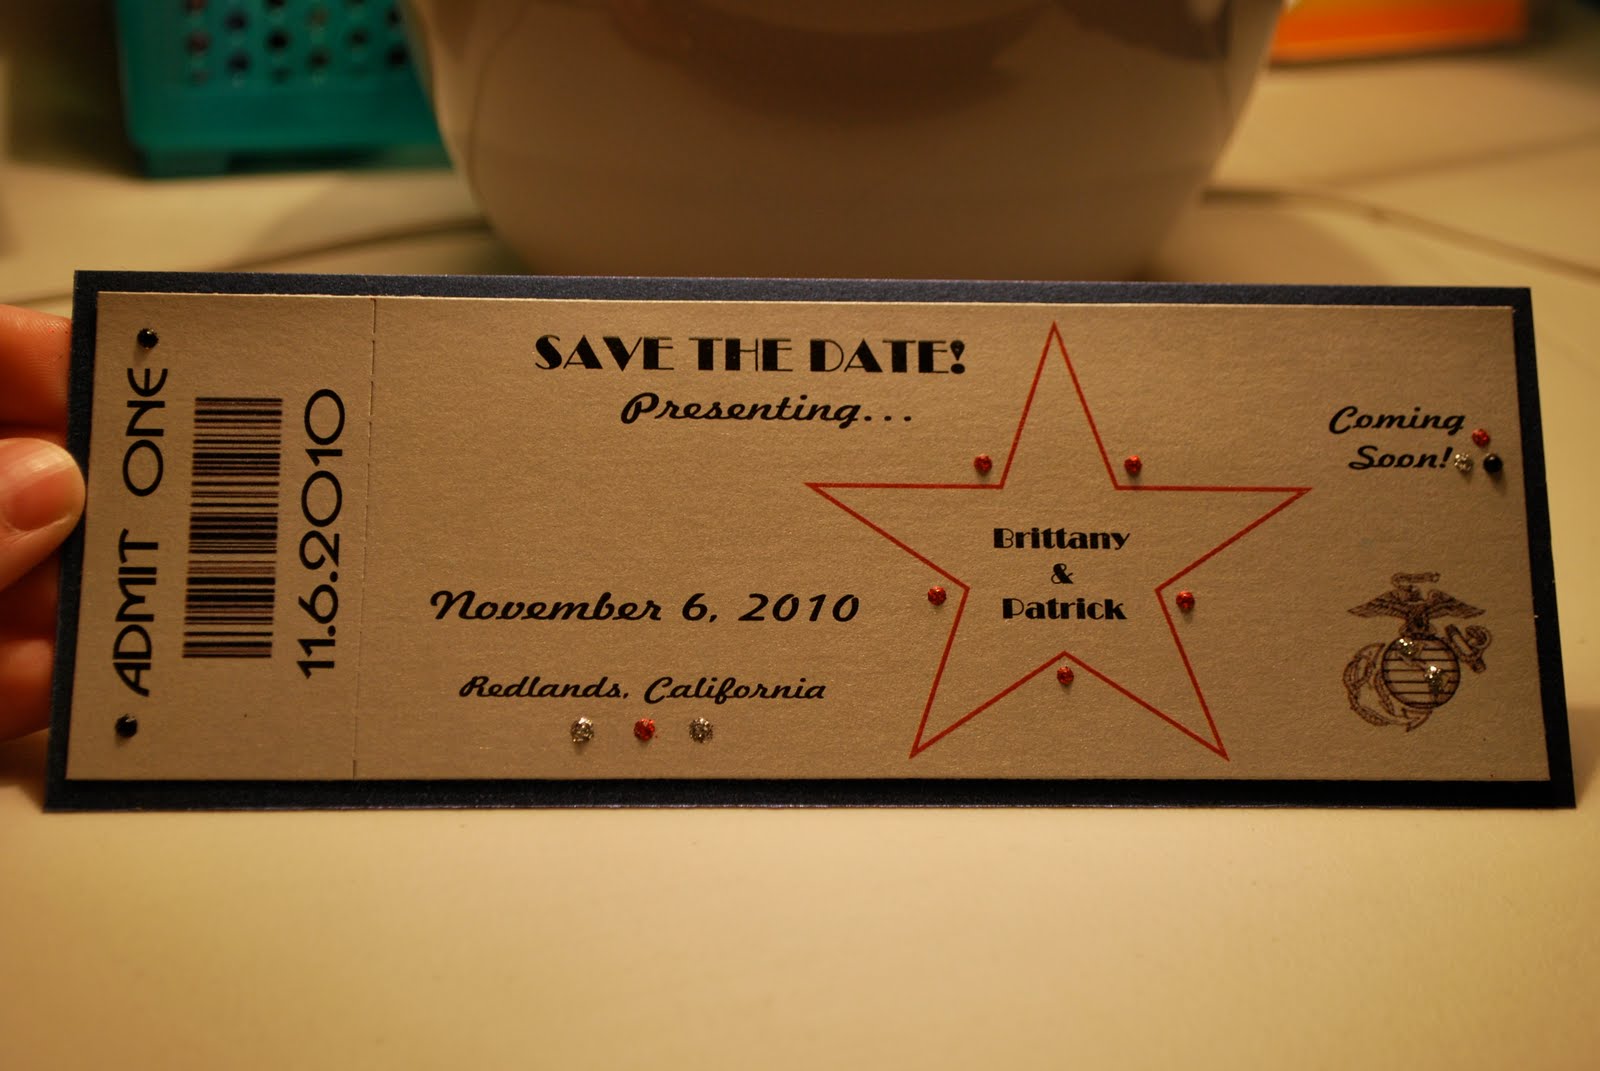 ADMIT ONE
11.6.2010
SAVE THE DATE!
Presenting...
November 6, 2010
Redlands, California
Brittany
&
Patrick
Coming
Soon!